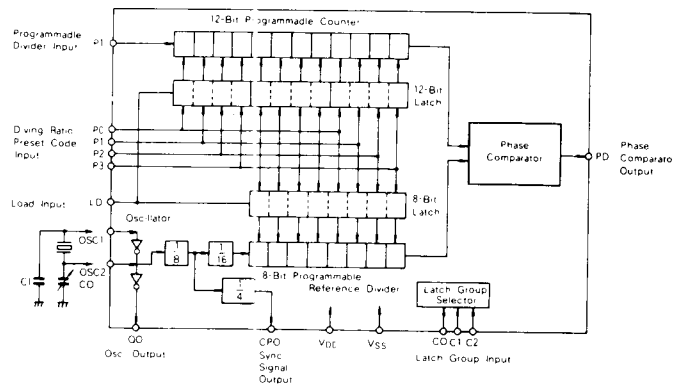 12-Bit Programmadle Counter
Programmadle
Divider Input
P1
12-Bit
Latch
Diving Ratio
Preset Code
Input
PC
P1
P2
P3
Phase
Comparator
PD
Phase
Comparato
Output
Load Input
LD
8-Bit
Latch
Oscillator
OSC1
OSC2
C1
CO
1
8
1
16
1
4
8-Bit Programmable
Reference Divider
Latch Group
Selector
QO
Osc Output
CPO
Sync
Signal
Output
VDE
VSS
CO C1 C2
Latch Group Input